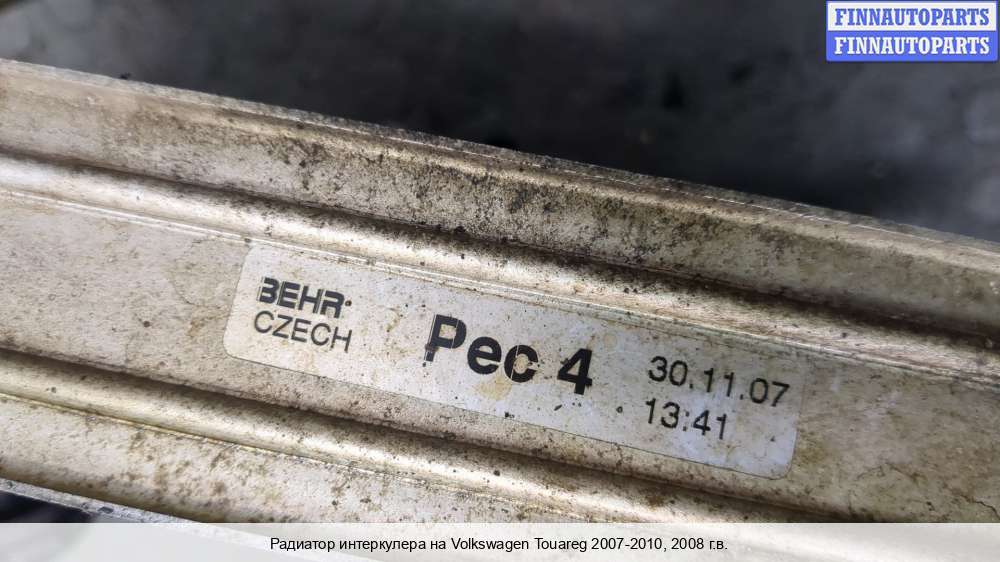 FINNAUTOPARTS
FINNAUTOPARTS
BEHR
CZECH
Pec 4
30.11.07
13:41
Радиатор интеркулера на Volkswagen Touareg 2007-2010, 2008 г.в.